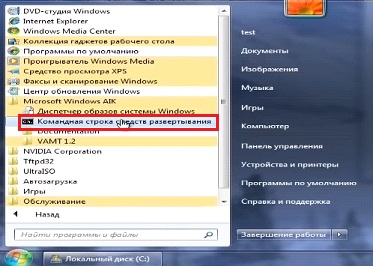 DVD-студия Windows
Internet Explorer
Windows Media Center
Коллекция гаджетов рабочего стола
Программы по умолчанию
Проигрыватель Windows Media
Средство просмотра XPS
Факсы и сканирование Windows
Центр обновления Windows
Microsoft Windows AIK
Диспетчер образов системы Windows
Командная строка средств развертывания
Documentation
VAMT 1.2
NVIDIA Corporation
Tftpd32
UltraISO
Автозагрузка
Игры
Обслуживание
Назад
Найти программы и файлы
test
Документы
Изображения
Музыка
Игры
Компьютер
Панель управления
Устройства и принтеры
Программы по умолчанию
Справка и поддержка
Завершение работы
Локальный диск (C:)